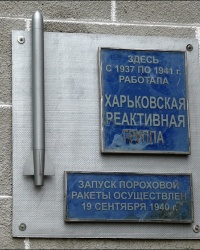 ЗДЕСЬ
С 1937 ПО 1941 г.
РАБОТАЛА
ХАРЬКОВСКАЯ
РЕАКТИВНАЯ
ГРУППА
ЗАПУСК ПОРОХОВОЙ
РАКЕТЫ ОСУЩЕСТВЛЕН
19 СЕНТЯБРЯ 1940 г.